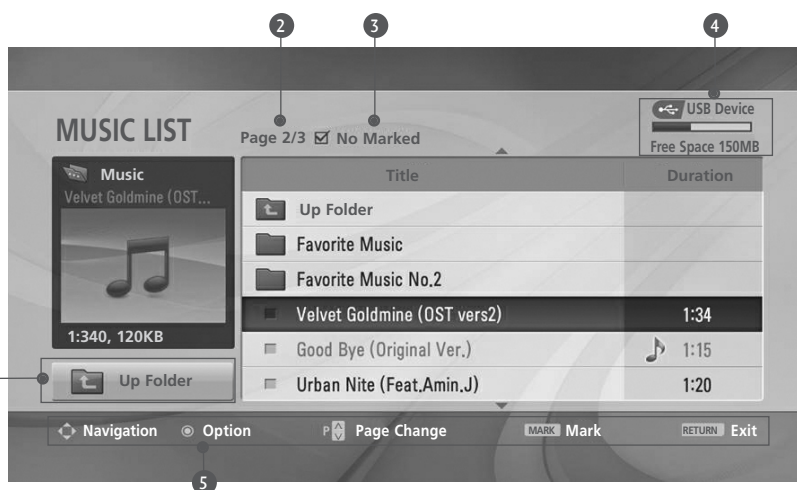 2 3 4
USB Device
MUSIC LIST
Page 2/3 No Marked
Free Space 150MB
Music
Title Duration
Velvet Goldmine (OST...
Up Folder
Favorite Music
Favorite Music No.2
Velvet Goldmine (OST vers2) 1:34
1:340, 120KB
Good Bye (Original Ver.) 1:15
Up Folder
Urban Nite (Feat.Amin.J) 1:20
Navigation Option P Page Change MARK Mark RETURN Exit
5